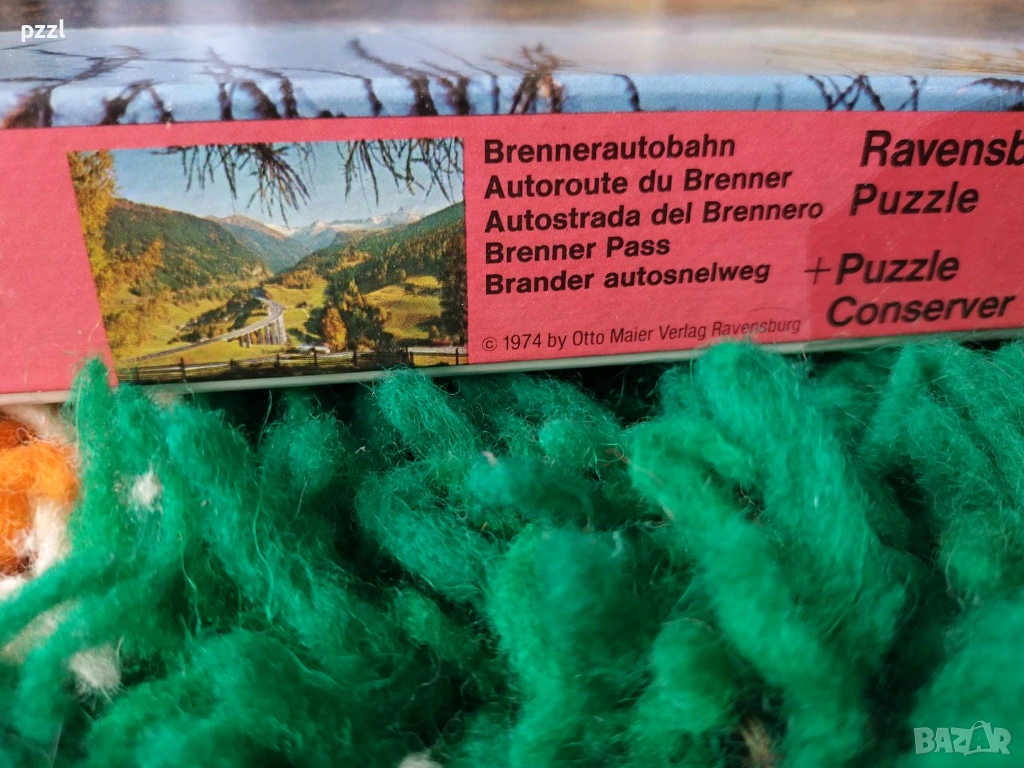 pzzl
Brennerautobahn
Autoroute du Brenner
Autostrada del Brennero
Brenner Pass
Brander autosnelweg
© 1974 by Otto Maier Verlag Ravensburg
Ravensb
Puzzle
+Puzzle
Conserver
BAZAR